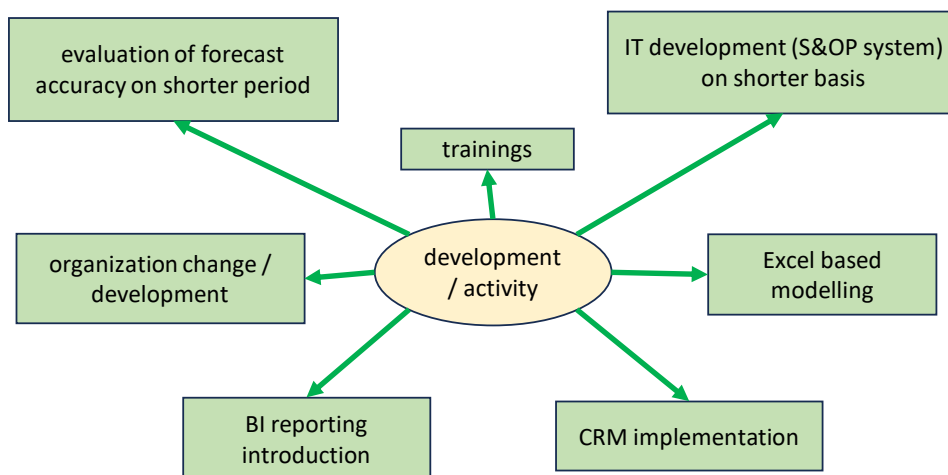 evaluation of forecast
accuracy on shorter period
IT development (S&OP system)
on shorter basis
trainings
organization change /
development
development
/ activity
Excel based
modelling
BI reporting
introduction
CRM implementation